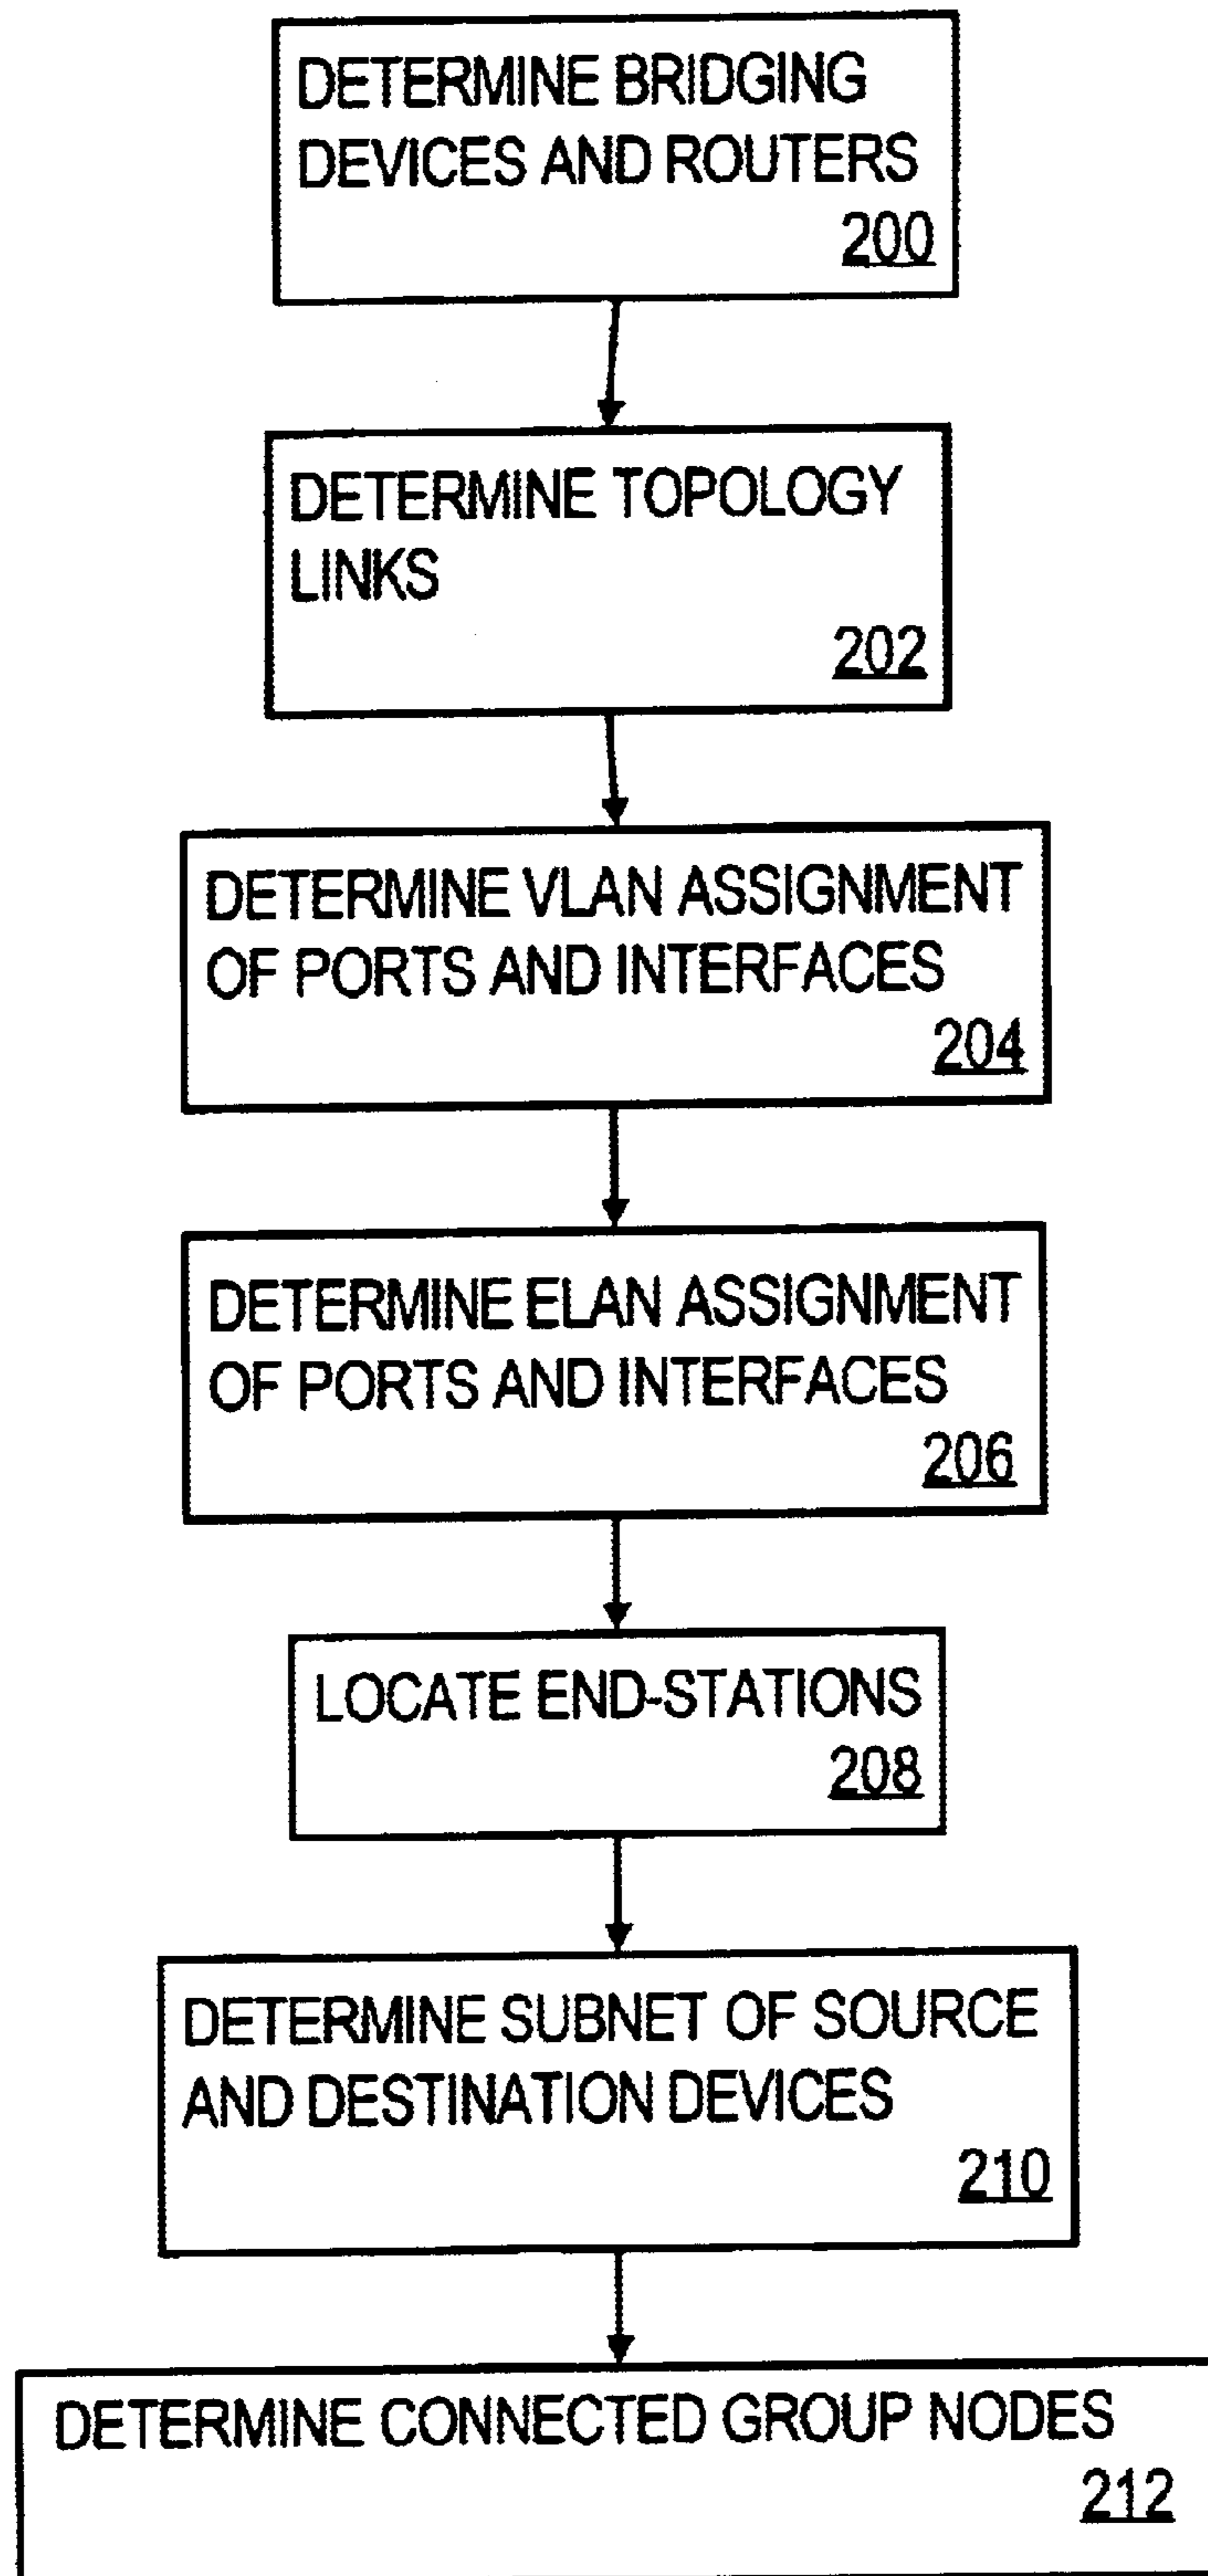 DETERMINE BRIDGING
DEVICES AND ROUTERS
200
DETERMINE TOPOLOGY
LINKS
202
DETERMINE VLAN ASSIGNMENT
OF PORTS AND INTERFACES
204
DETERMINE ELAN ASSIGNMENT
OF PORTS AND INTERFACES
206
LOCATE END-STATIONS
208
DETERMINE SUBNET OF SOURCE
AND DESTINATION DEVICES
210
DETERMINE CONNECTED GROUP NODES
212